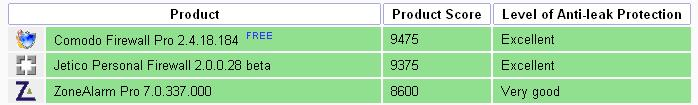 Product Product Score Level of Anti-leak Protection
Comodo Firewall Pro 2.4.18.184 FREE 9475 Excellent
Jetico Personal Firewall 2.0.0.28 beta 9375 Excellent
ZoneAlarm Pro 7.0.337.000 8600 Very good